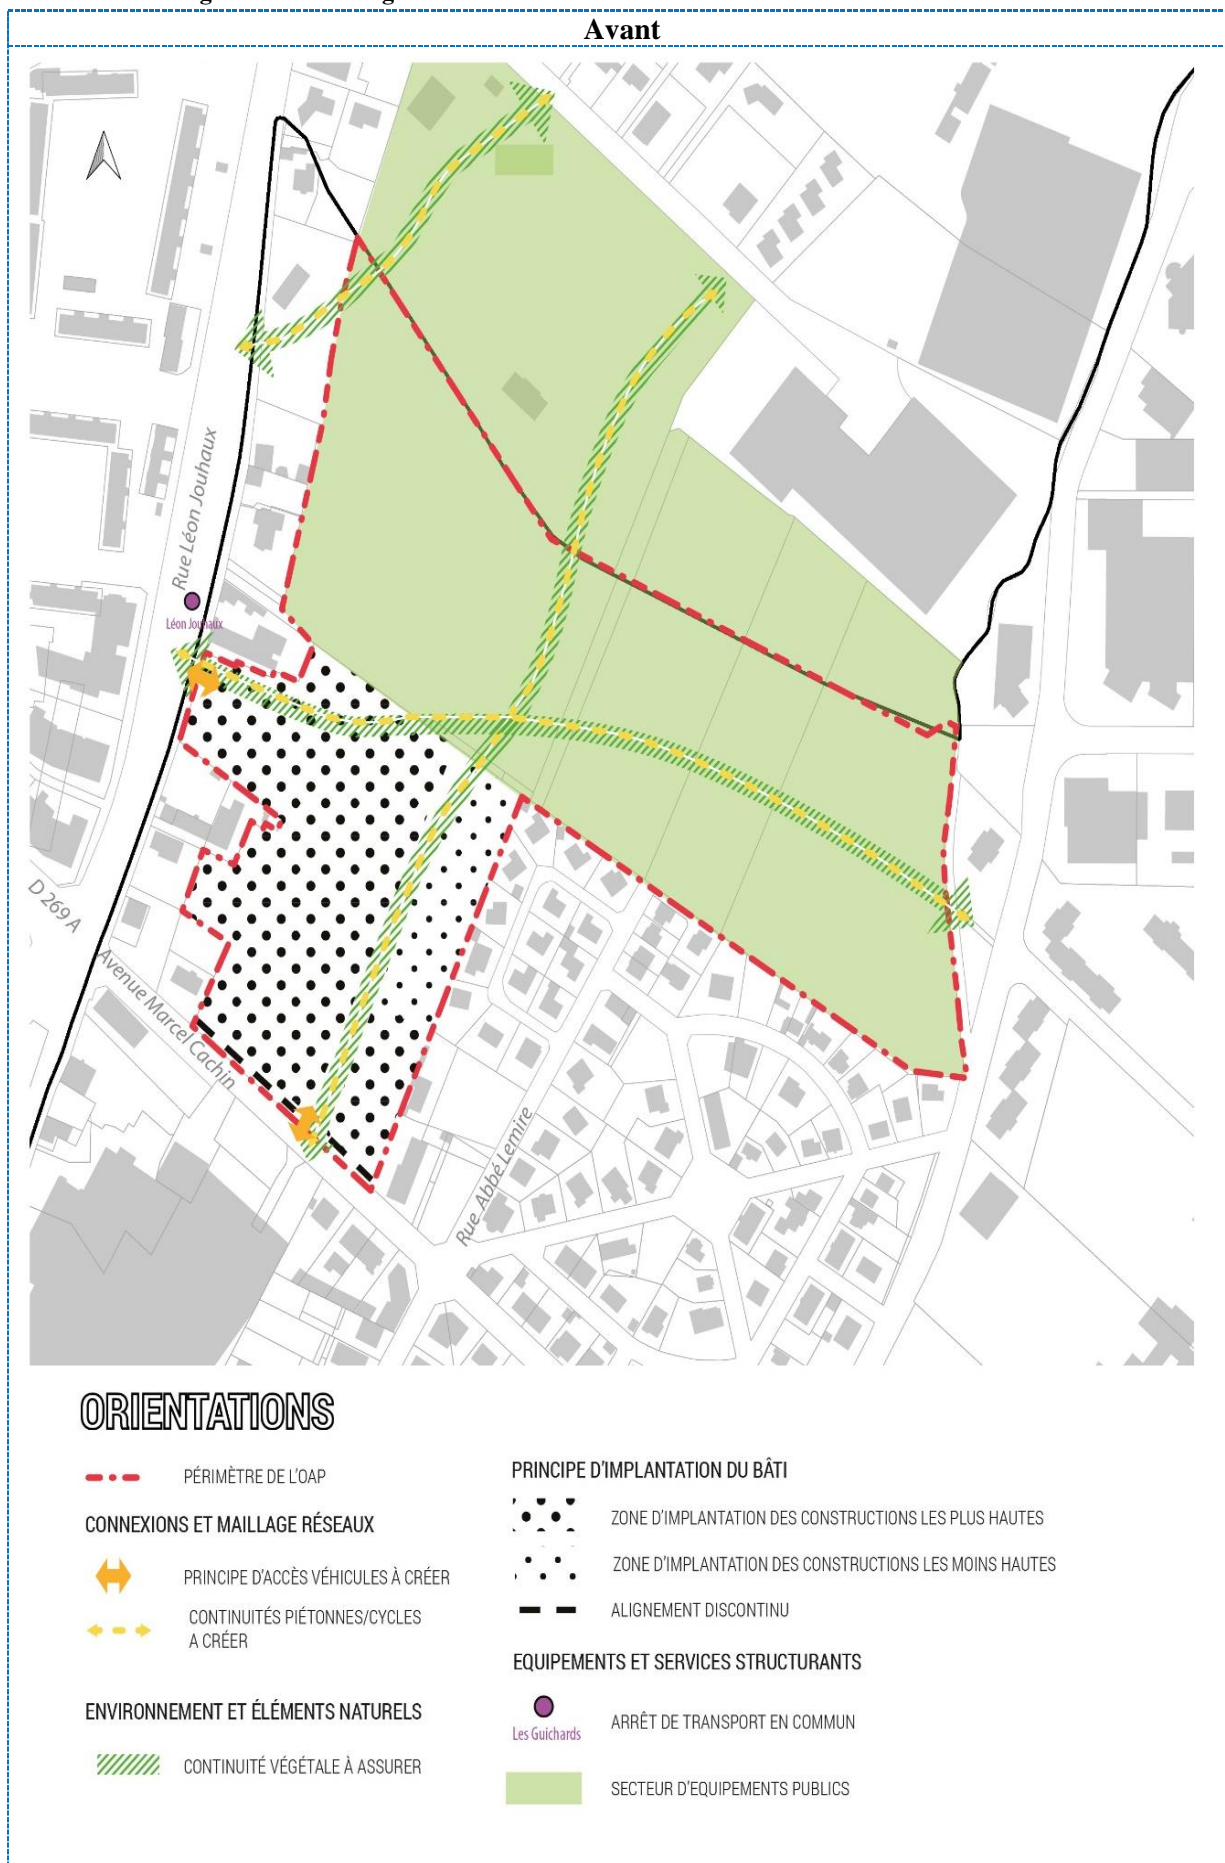 Avant
Rue Léon Jouhaux
Léon Jouhaux
D 269 A
Avenue Marcel Cachin
Rue Abbé Lemire
ORIENTATIONS
PÉRIMÈTRE DE L'OAP
CONNEXIONS ET MAILLAGE RÉSEAUX
PRINCIPE D'ACCÈS VÉHICULES À CRÉER
CONTINUITÉS PIÉTONNES/CYCLES
A CRÉER
ENVIRONNEMENT ET ÉLÉMENTS NATURELS
CONTINUITÉ VÉGÉTALE À ASSURER
PRINCIPE D'IMPLANTATION DU BÂTI
ZONE D'IMPLANTATION DES CONSTRUCTIONS LES PLUS HAUTES
ZONE D'IMPLANTATION DES CONSTRUCTIONS LES MOINS HAUTES
ALIGNEMENT DISCONTINU
EQUIPEMENTS ET SERVICES STRUCTURANTS
Les Guichards
ARRÊT DE TRANSPORT EN COMMUN
SECTEUR D'EQUIPEMENTS PUBLICS